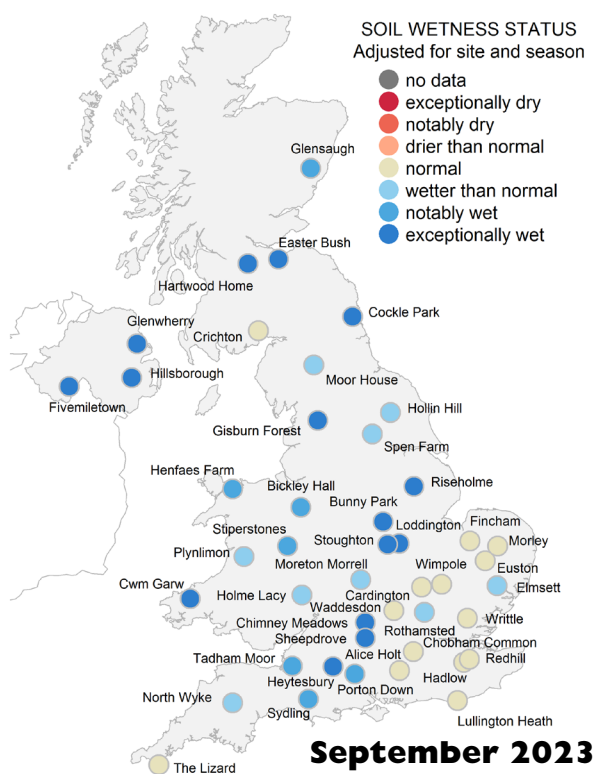 SOIL WETNESS STATUS
Adjusted for site and season
no data
exceptionally dry
notably dry
drier than normal
normal
wetter than normal
notably wet
exceptionally wet
Glensaugh
Easter Bush
Hartwood Home
Cockle Park
Glenwherry
Crichton
Hillsborough
Moor House
Fivemiletown
Hollin Hill
Gisburn Forest
Spen Farm
Henfaes Farm
Bickley Hall
Riseholme
Bunny Park
Loddington
Fincham
Stiperstones
Stoughton
Morley
Plynlimon
Moreton Morrell
Wimpole
Euston
Cwm Garw
Holme Lacy
Cardington
Elmsett
Waddesdon
Chimney Meadows
Rothamsted
Writtle
Sheepdrove
Chobham Common
Tadham Moor
Alice Holt
Redhill
Heytesbury
Hadlow
North Wyke
Porton Down
Sydling
Lullington Heath
The Lizard
September 2023